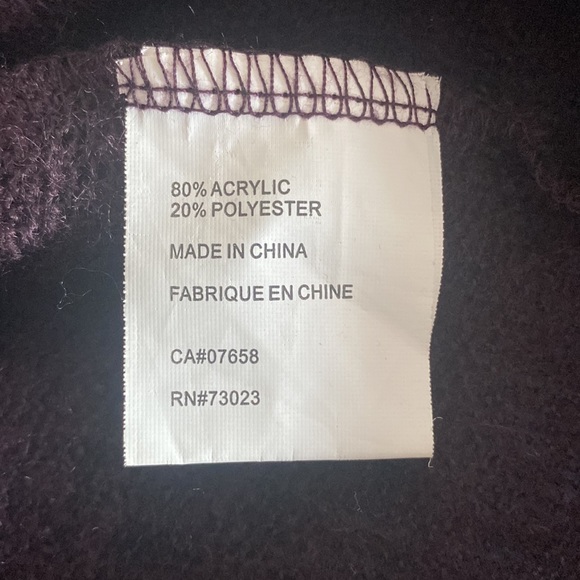 80% ACRYLIC
20% POLYESTER
MADE IN CHINA
FABRIQUE EN CHINE
CA#07658
RN#73023